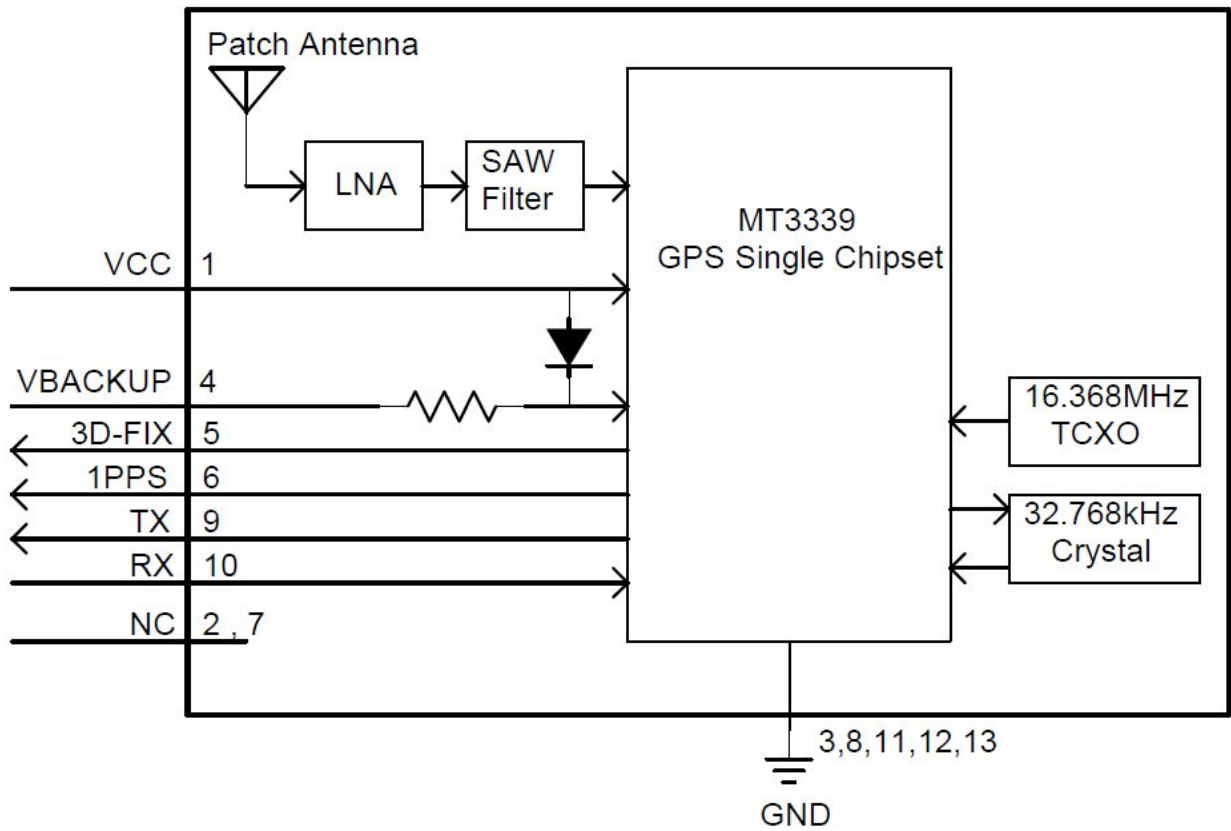 Patch Antenna
LNA
SAW
Filter
MT3339
GPS Single Chipset
VCC 1
VBACKUP 4
3D-FIX 5
1PPS 6
TX 9
RX 10
NC 2 , 7
16.368MHz
TCXO
32.768kHz
Crystal
3,8,11,12,13
GND